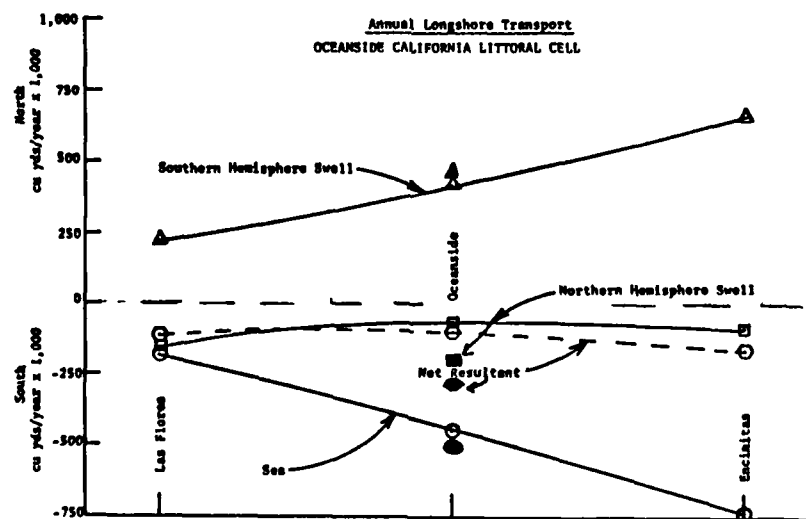 Annual Longshore Transport
OCEANSIDE CALIFORNIA LITTORAL CELL
1,000
750
500
250
0
-250
-500
-750
North
cu yds/year x 1,000
South
cu yds/year x 1,000
Southern Hemisphere Swell
Oceanside
Northern Hemisphere Swell
Net Resultant
Las Flores
Sea
Encinitas